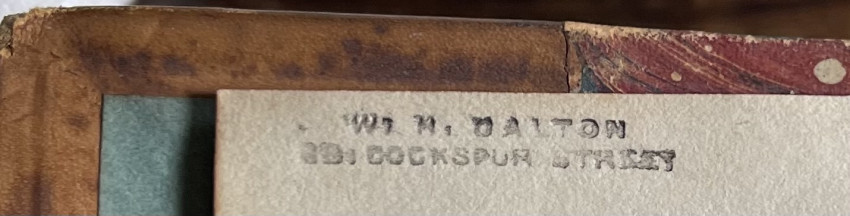 Wm H. DALTON
28, COCKSPUR STREET